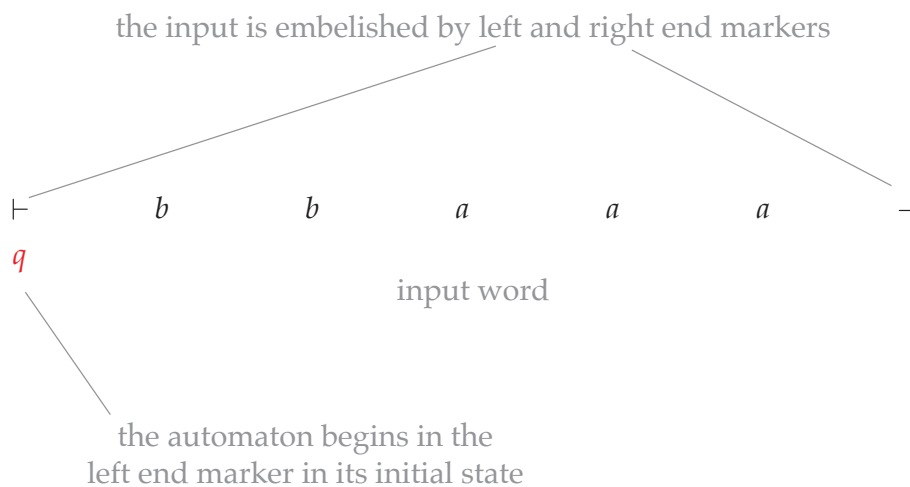 the input is embelished by left and right end markers
⊢ b b a a a –
q
input word
the automaton begins in the
left end marker in its initial state